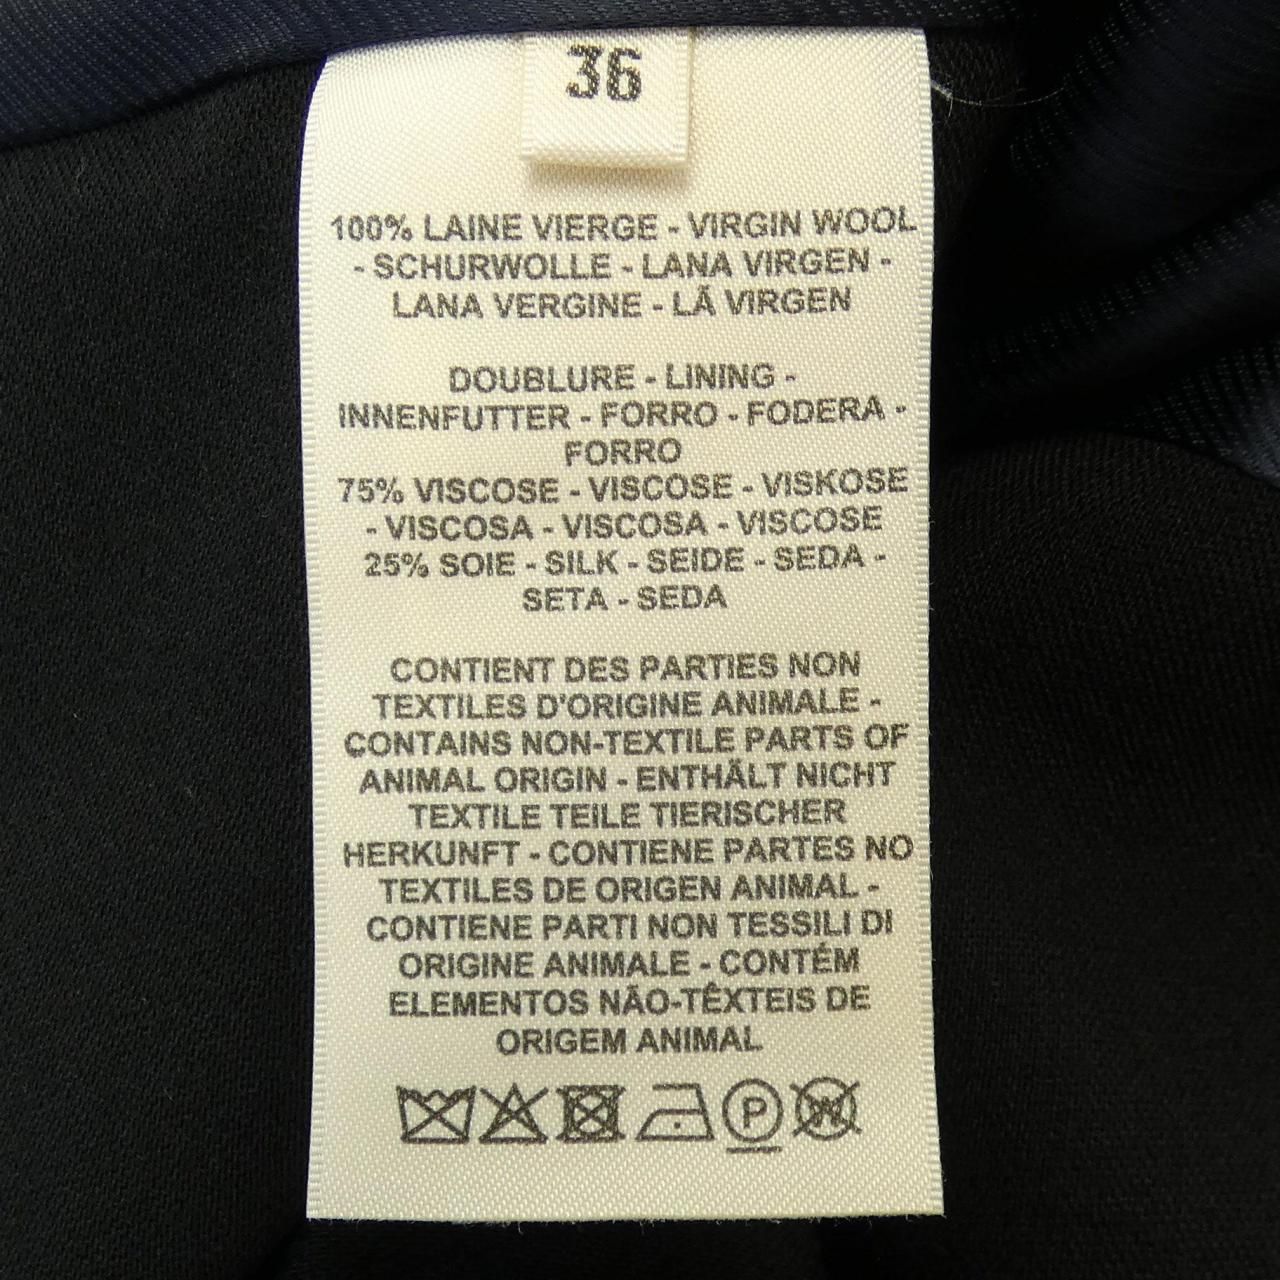 36
100% LAINE VIERGE - VIRGIN WOOL
- SCHURWOLLE - LANA VIRGEN -
LANA VERGINE - LÃ VIRGEN
DOUBLURE - LINING -
INNENFUTTER - FORRO - FODERA -
FORRO
75% VISCOSE - VISCOSE - VISKOSE
- VISCOSA - VISCOSA - VISCOSE
25% SOIE - SILK - SEIDE - SEDA -
SETA - SEDA
CONTIENT DES PARTIES NON
TEXTILES D'ORIGINE ANIMALE -
CONTAINS NON-TEXTILE PARTS OF
ANIMAL ORIGIN - ENTHÄLT NICHT
TEXTILE TEILE TIERISCHER
HERKUNFT - CONTIENE PARTES NO
TEXTILES DE ORIGEN ANIMAL -
CONTIENE PARTI NON TESSILI DI
ORIGINE ANIMALE - CONTÉM
ELEMENTOS NÃO-TÊXTEIS DE
ORIGEM ANIMAL
P W